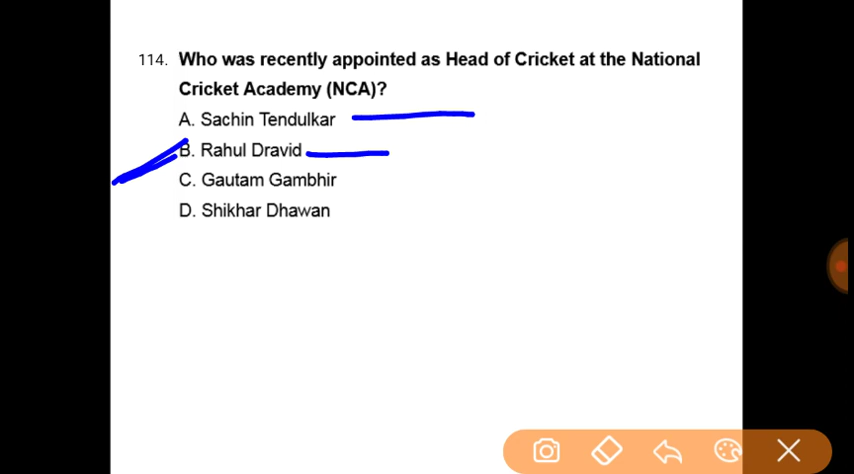 114. Who was recently appointed as Head of Cricket at the National
Cricket Academy (NCA)?
A. Sachin Tendulkar
B. Rahul Dravid
C. Gautam Gambhir
D. Shikhar Dhawan